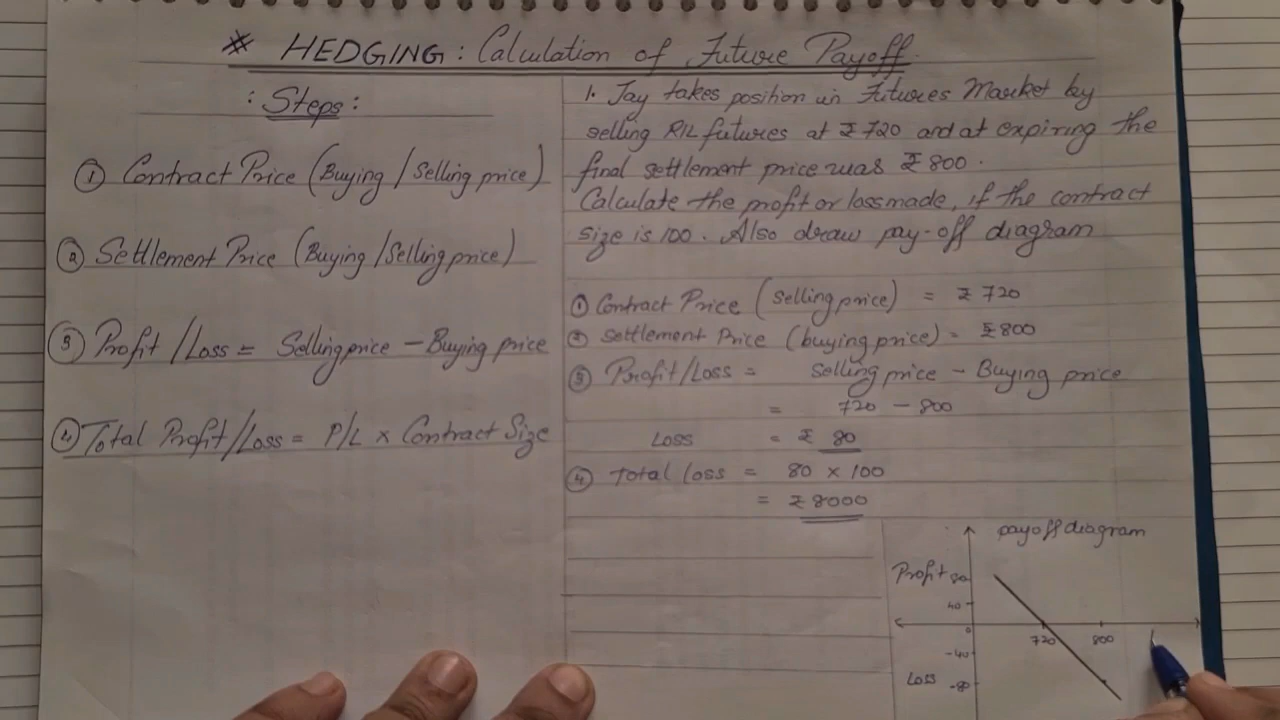 * HEDGING: Calculation of Future Payoff.
: Steps :
① Contract Price (Buying / Selling price)
② Settlement Price (Buying / Selling price)
③ Profit / Loss = Selling price - Buying price
④ Total Profit/Loss = P/L x Contract Size
1. Jay takes position in Futures Market by
selling RIL futures at ₹720 and at expiring the
final settlement price was ₹800.
Calculate the profit or loss made, if the contract
size is 100. Also draw pay-off diagram
① Contract Price (Selling price) = ₹720
② Settlement Price (buying price) = ₹800
③ Profit/Loss = Selling price - Buying price
= 720 - 800
Loss = ₹ 80
④ Total loss = 80 x 100
= ₹8000
payoff diagram
Profit 80
40
0
720 800
-40
Loss -80